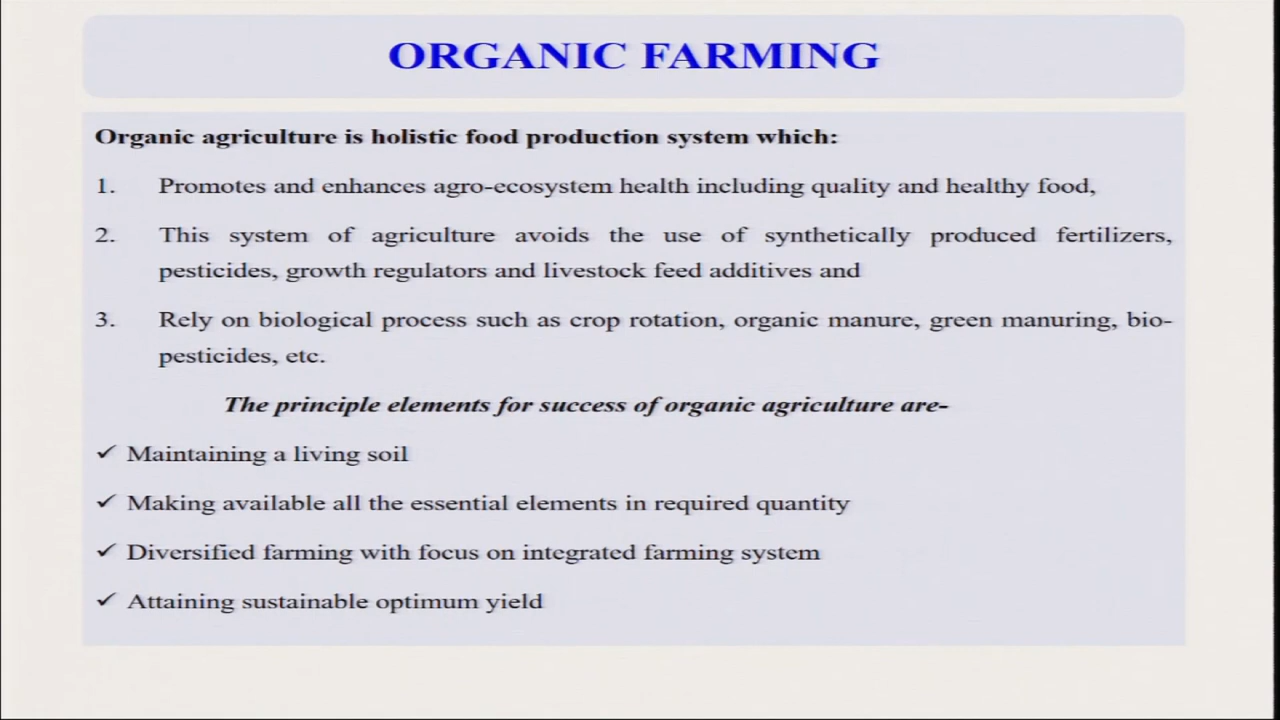 ORGANIC FARMING
Organic agriculture is holistic food production system which:
1. Promotes and enhances agro-ecosystem health including quality and healthy food,
2. This system of agriculture avoids the use of synthetically produced fertilizers,
pesticides, growth regulators and livestock feed additives and
3. Rely on biological process such as crop rotation, organic manure, green manuring, bio-
pesticides, etc.
The principle elements for success of organic agriculture are-
✓ Maintaining a living soil
✓ Making available all the essential elements in required quantity
✓ Diversified farming with focus on integrated farming system
✓ Attaining sustainable optimum yield